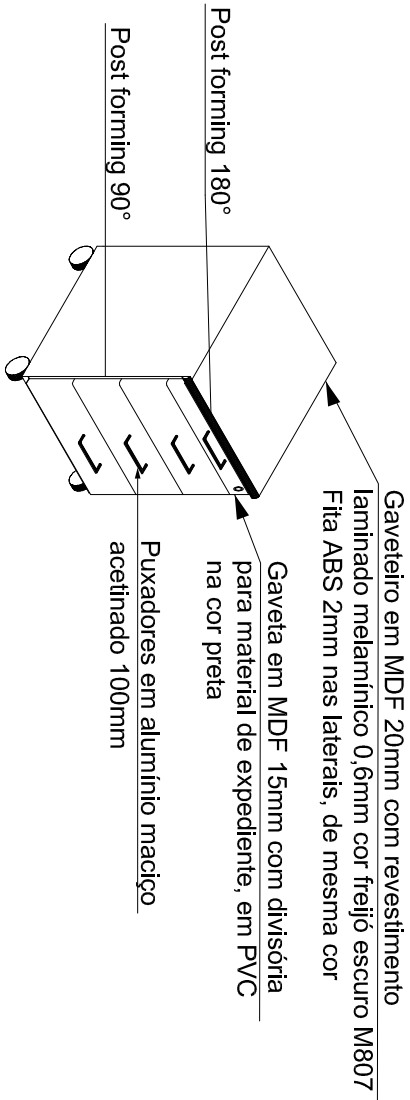 Gaveteiro em MDF 20mm com revestimento
laminado melamínico 0,6mm cor freijó escuro M807
Fita ABS 2mm nas laterais, de mesma cor
Gaveta em MDF 15mm com divisória
para material de expediente, em PVC
na cor preta
Puxadores em alumínio maciço
acetinado 100mm
Post forming 180°
Post forming 90°